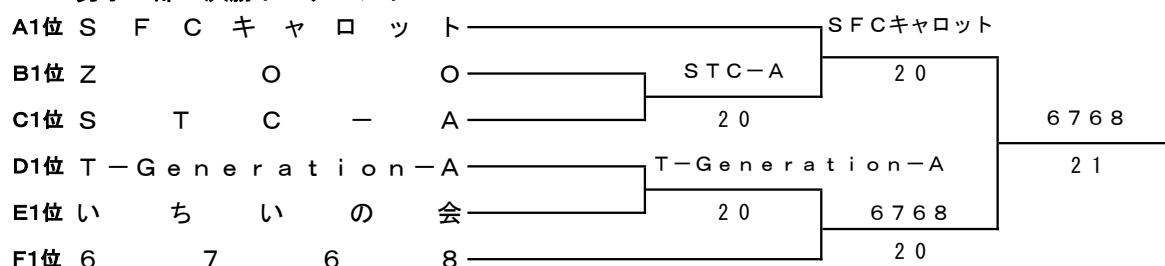 A1位 SFCキャロット SFCキャロット
B1位 ZOO STC-A 20
C1位 STC-A 20 6768
D1位 T-Generation-A T-Generation-A 21
E1位 いちいの会 20 6768
F1位 6768 20